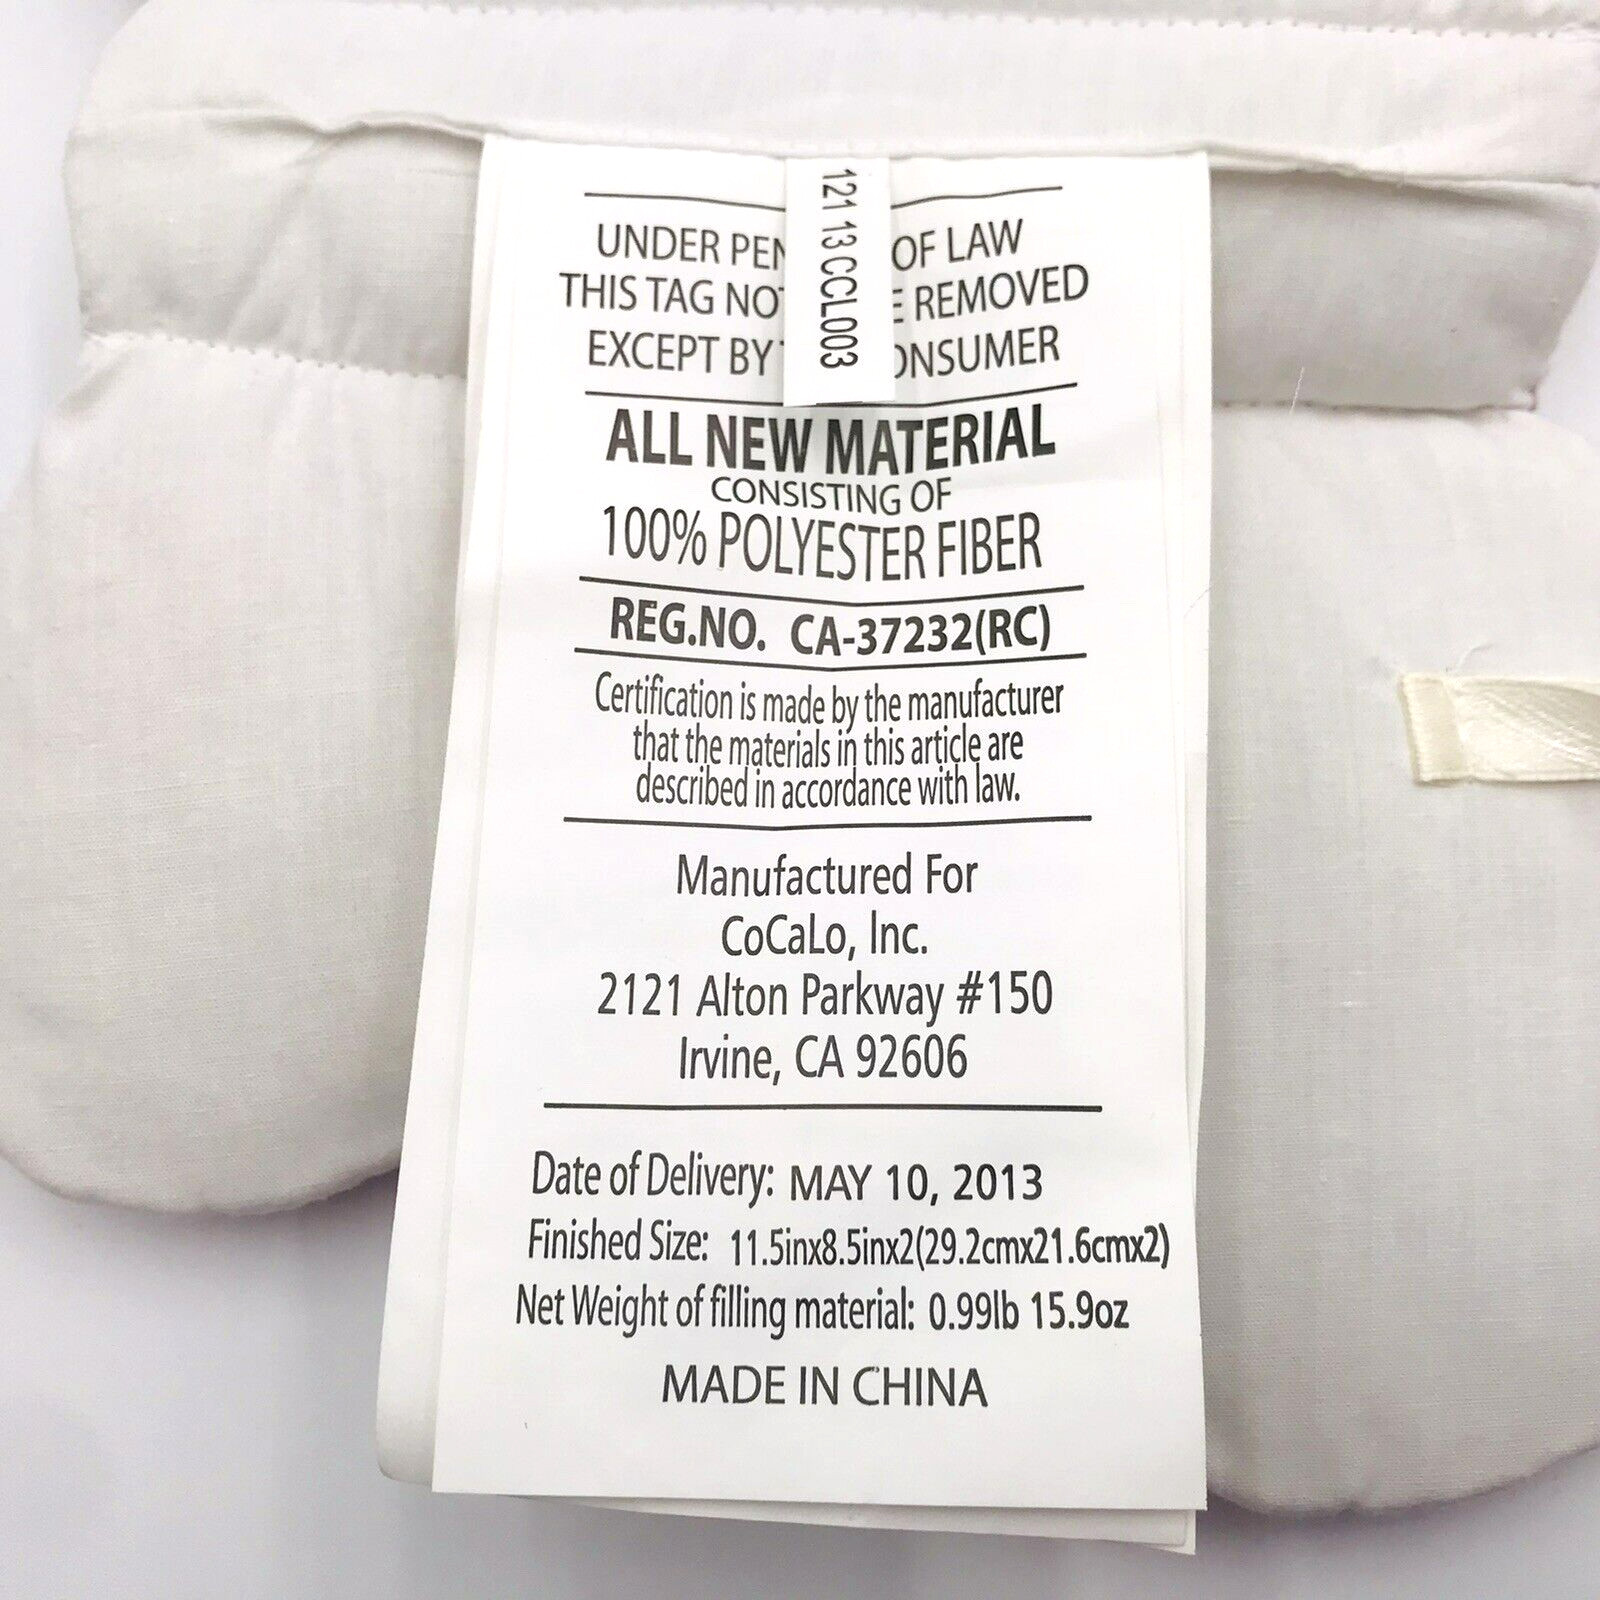 121 13 CCL003
UNDER PEN OF LAW
THIS TAG NOT REMOVED
EXCEPT BY CONSUMER
ALL NEW MATERIAL
CONSISTING OF
100% POLYESTER FIBER
REG.NO. CA-37232(RC)
Certification is made by the manufacturer
that the materials in this article are
described in accordance with law.
Manufactured For
CoCaLo, Inc.
2121 Alton Parkway #150
Irvine, CA 92606
Date of Delivery: MAY 10, 2013
Finished Size: 11.5inx8.5inx2(29.2cmx21.6cmx2)
Net Weight of filling material: 0.99lb 15.9oz
MADE IN CHINA